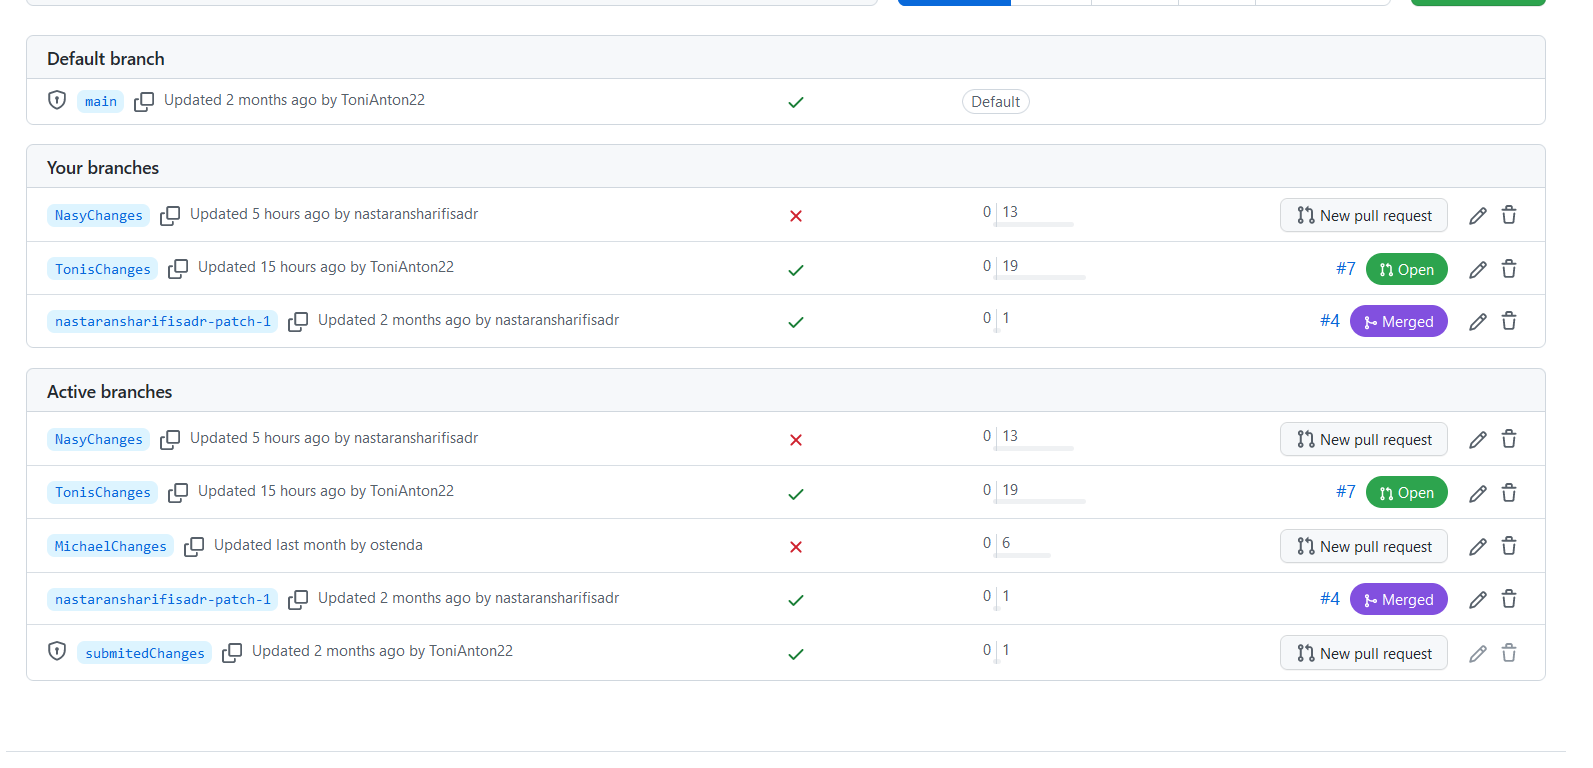 Default branch
main Updated 2 months ago by ToniAnton22 Default
Your branches
NasyChanges Updated 5 hours ago by nastaransharifisadr 0 13 New pull request
TonisChanges Updated 15 hours ago by ToniAnton22 0 19 #7 Open
nastaransharifisadr-patch-1 Updated 2 months ago by nastaransharifisadr 0 1 #4 Merged
Active branches
NasyChanges Updated 5 hours ago by nastaransharifisadr 0 13 New pull request
TonisChanges Updated 15 hours ago by ToniAnton22 0 19 #7 Open
MichaelChanges Updated last month by ostenda 0 6 New pull request
nastaransharifisadr-patch-1 Updated 2 months ago by nastaransharifisadr 0 1 #4 Merged
submitedChanges Updated 2 months ago by ToniAnton22 0 1 New pull request